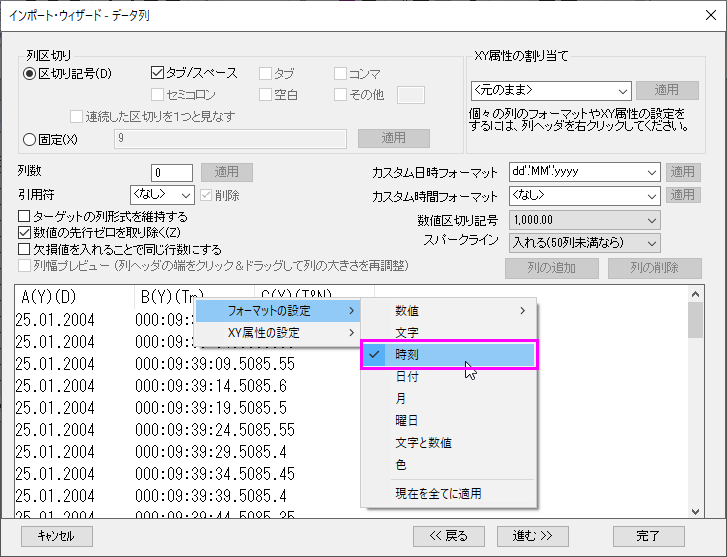 インポート・ウィザード - データ列
列区切り
区切り記号(D)
タブ/スペース
タブ
コンマ
セミコロン
空白
その他
連続した区切りを1つと見なす
固定(X)
9
適用
XY属性の割り当て
<元のまま>
適用
個々の列のフォーマットやXY属性の設定を
するには、列ヘッダを右クリックしてください。
列数
0
適用
引用符
<なし>
削除
ターゲットの列形式を維持する
数値の先行ゼロを取り除く(Z)
欠損値を入れることで同じ行数にする
列幅プレビュー (列ヘッダの端をクリック＆ドラッグして列の大きさを再調整)
カスタム日時フォーマット
dd'.'MM'.'yyyy
適用
カスタム時間フォーマット
<なし>
適用
数値区切り記号
1,000.00
スパークライン
入れる(50列未満なら)
列の追加
列の削除
A(Y)(D) B(Y)(Tm) C(Y)(T&N)
25.01.2004 000:09:3
25.01.2004 000:09:3
25.01.2004 000:09:39:09.5085.55
25.01.2004 000:09:39:14.5085.6
25.01.2004 000:09:39:19.5085.5
25.01.2004 000:09:39:24.5085.55
25.01.2004 000:09:39:29.5085.4
25.01.2004 000:09:39:34.5085.45
25.01.2004 000:09:39:39.5085.4
25.01.2004 000:09:39:44.5085.35
フォーマットの設定
XY属性の設定
数値
文字
時刻
日付
月
曜日
文字と数値
色
現在を全てに適用
キャンセル
<< 戻る
進む >>
完了